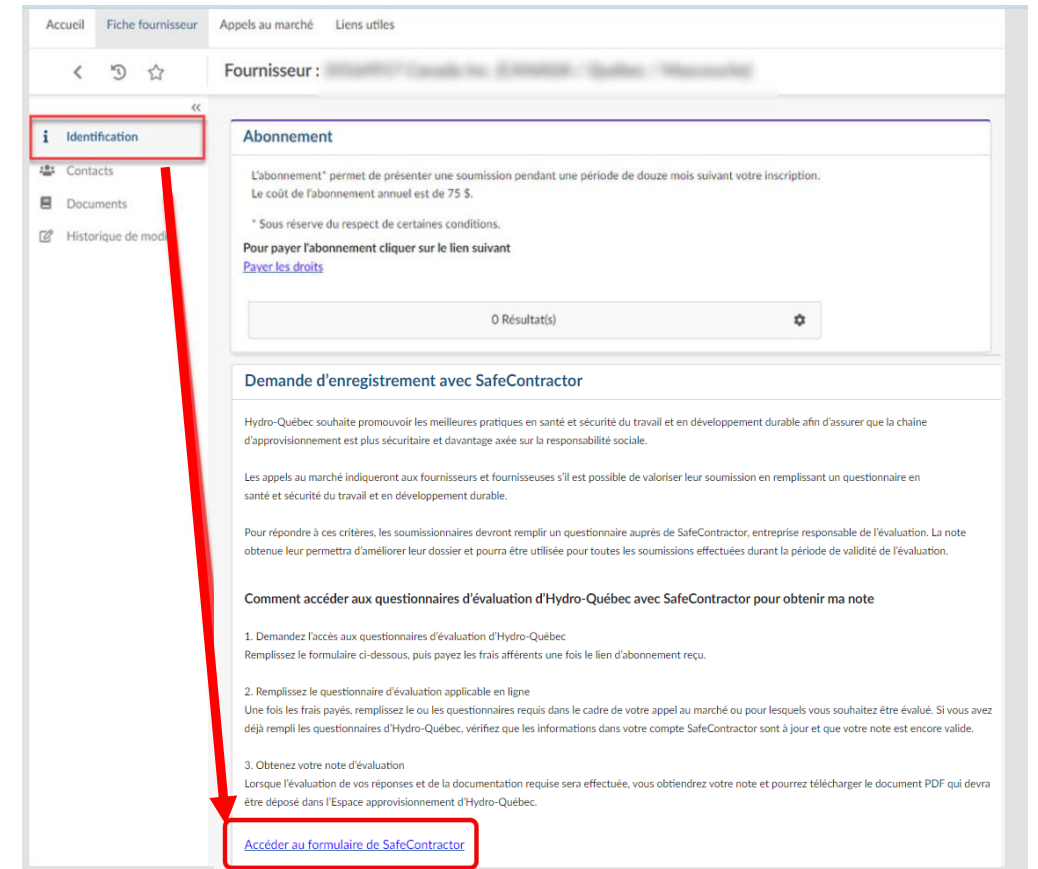 Accueil Fiche fournisseur Appels au marché Liens utiles
Fournisseur :
«
Identification
Contacts
Documents
Historique de modi
Abonnement
L'abonnement* permet de présenter une soumission pendant une période de douze mois suivant votre inscription.
Le coût de l'abonnement annuel est de 75 $.
* Sous réserve du respect de certaines conditions.
Pour payer l'abonnement cliquer sur le lien suivant
Payer les droits
0 Résultat(s)
Demande d'enregistrement avec SafeContractor
Hydro-Québec souhaite promouvoir les meilleures pratiques en santé et sécurité du travail et en développement durable afin d'assurer que la chaîne
d'approvisionnement est plus sécuritaire et davantage axée sur la responsabilité sociale.
Les appels au marché indiqueront aux fournisseurs et fournisseuses s'il est possible de valoriser leur soumission en remplissant un questionnaire en
santé et sécurité du travail et en développement durable.
Pour répondre à ces critères, les soumissionnaires devront remplir un questionnaire auprès de SafeContractor, entreprise responsable de l'évaluation. La note
obtenue leur permettra d'améliorer leur dossier et pourra être utilisée pour toutes les soumissions effectuées durant la période de validité de l'évaluation.
Comment accéder aux questionnaires d'évaluation d'Hydro-Québec avec SafeContractor pour obtenir ma note
1. Demandez l'accès aux questionnaires d'évaluation d'Hydro-Québec
Remplissez le formulaire ci-dessous, puis payez les frais afférents une fois le lien d'abonnement reçu.
2. Remplissez le questionnaire d'évaluation applicable en ligne
Une fois les frais payés, remplissez le ou les questionnaires requis dans le cadre de votre appel au marché ou pour lesquels vous souhaitez être évalué. Si vous avez
déjà rempli les questionnaires d'Hydro-Québec, vérifiez que les informations dans votre compte SafeContractor sont à jour et que votre note est encore valide.
3. Obtenez votre note d'évaluation
Lorsque l'évaluation de vos réponses et de la documentation requise sera effectuée, vous obtiendrez votre note et pourrez télécharger le document PDF qui devra
être déposé dans l'Espace approvisionnement d'Hydro-Québec.
Accéder au formulaire de SafeContractor